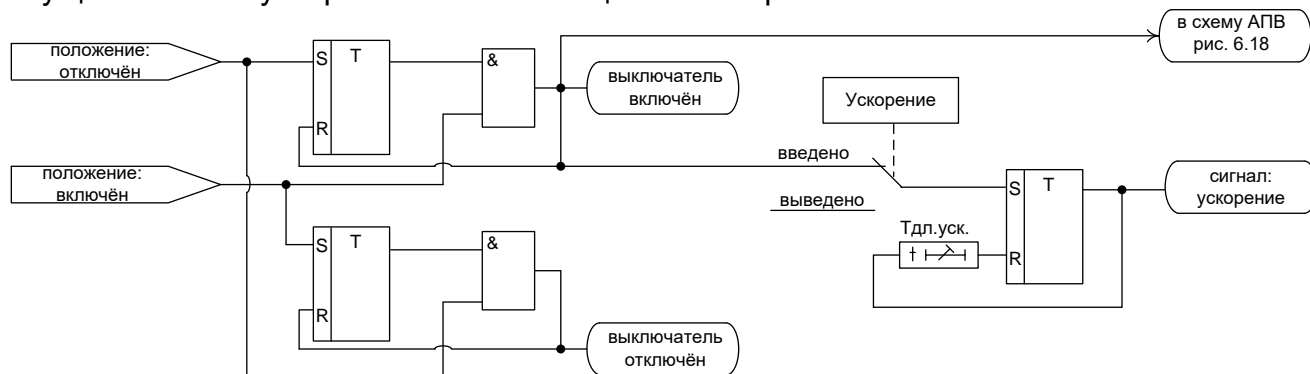 положение:
отключён
S
T
R
&
выключатель
включён
в схему АПВ
рис. 6.18
Ускорение
введено
выведено
положение:
включён
S
T
R
&
выключатель
отключён
S
T
R
Тдл.уск.
сигнал:
ускорение